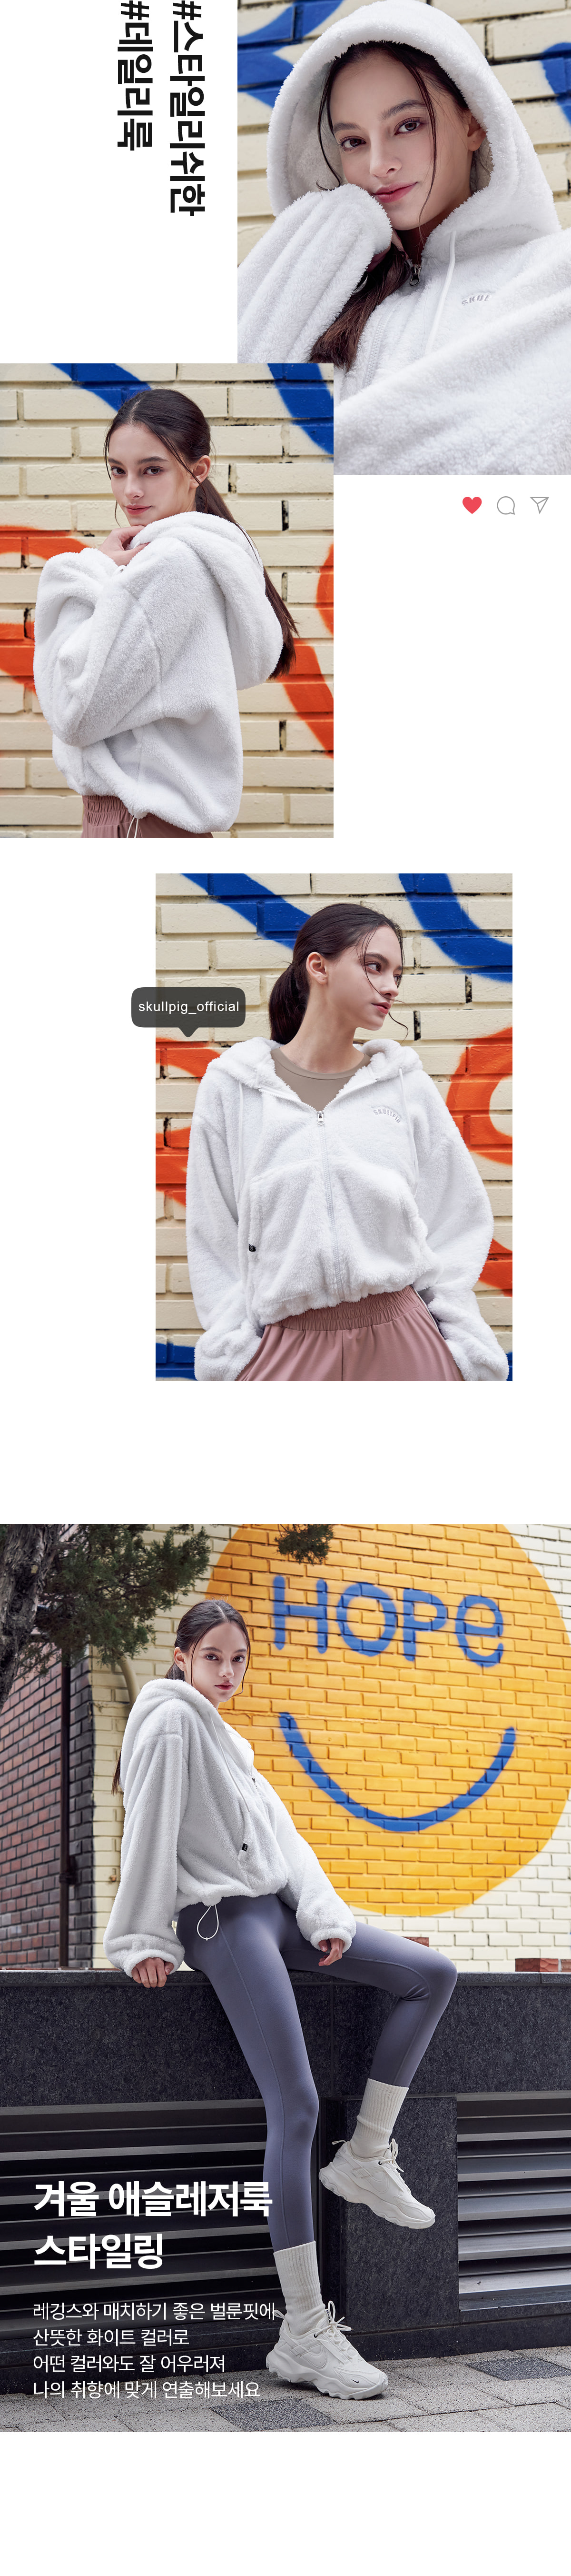 #스타일리쉬한
#데일리룩
skullpig_official
HOPE
겨울 애슬레저룩
스타일링
레깅스와 매치하기 좋은 벌룬핏에
산뜻한 화이트 컬러로
어떤 컬러와도 잘 어우러져
나의 취향에 맞게 연출해보세요